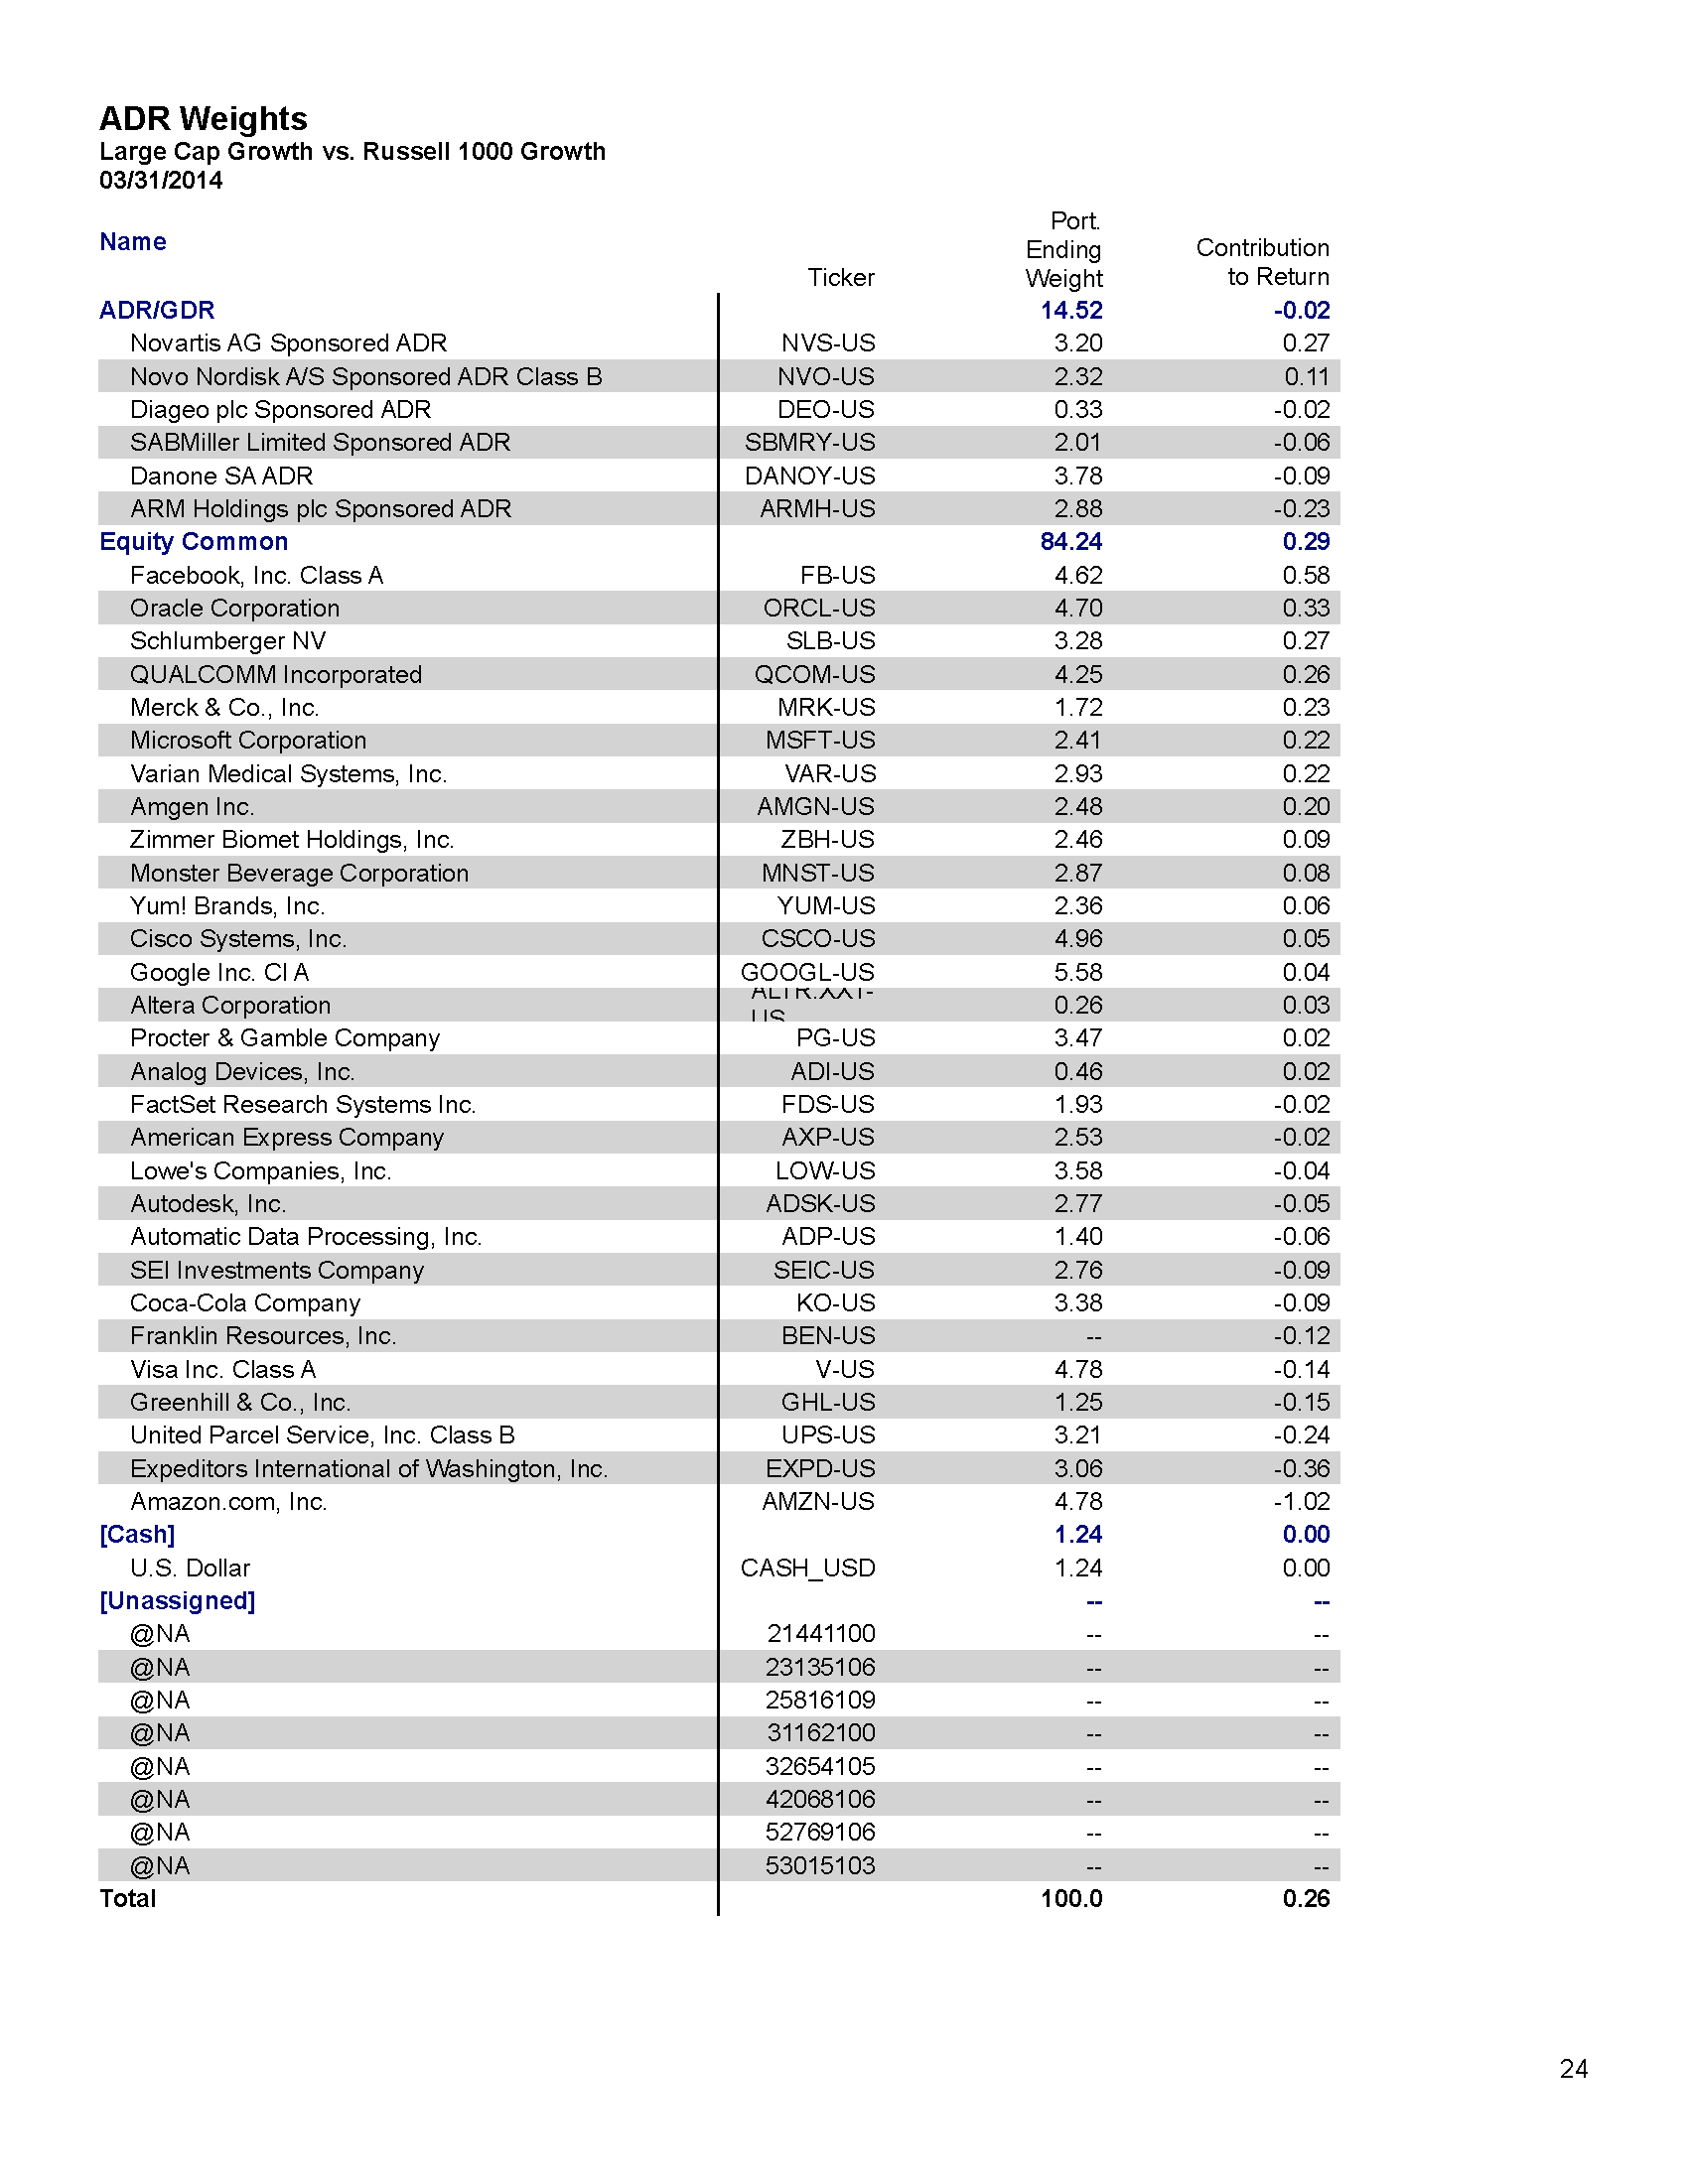 ADR Weights
Large Cap Growth vs. Russell 1000 Growth
03/31/2014
Name Ticker Port. Ending Weight Contribution to Return
ADR/GDR 14.52 -0.02
Novartis AG Sponsored ADR NVS-US 3.20 0.27
Novo Nordisk A/S Sponsored ADR Class B NVO-US 2.32 0.11
Diageo plc Sponsored ADR DEO-US 0.33 -0.02
SABMiller Limited Sponsored ADR SBMRY-US 2.01 -0.06
Danone SA ADR DANOY-US 3.78 -0.09
ARM Holdings plc Sponsored ADR ARMH-US 2.88 -0.23
Equity Common 84.24 0.29
Facebook, Inc. Class A FB-US 4.62 0.58
Oracle Corporation ORCL-US 4.70 0.33
Schlumberger NV SLB-US 3.28 0.27
QUALCOMM Incorporated QCOM-US 4.25 0.26
Merck & Co., Inc. MRK-US 1.72 0.23
Microsoft Corporation MSFT-US 2.41 0.22
Varian Medical Systems, Inc. VAR-US 2.93 0.22
Amgen Inc. AMGN-US 2.48 0.20
Zimmer Biomet Holdings, Inc. ZBH-US 2.46 0.09
Monster Beverage Corporation MNST-US 2.87 0.08
Yum! Brands, Inc. YUM-US 2.36 0.06
Cisco Systems, Inc. CSCO-US 4.96 0.05
Google Inc. Cl A GOOGL-US 5.58 0.04
Altera Corporation 0.26 0.03
Procter & Gamble Company PG-US 3.47 0.02
Analog Devices, Inc. ADI-US 0.46 0.02
FactSet Research Systems Inc. FDS-US 1.93 -0.02
American Express Company AXP-US 2.53 -0.02
Lowe's Companies, Inc. LOW-US 3.58 -0.04
Autodesk, Inc. ADSK-US 2.77 -0.05
Automatic Data Processing, Inc. ADP-US 1.40 -0.06
SEI Investments Company SEIC-US 2.76 -0.09
Coca-Cola Company KO-US 3.38 -0.09
Franklin Resources, Inc. BEN-US -- -0.12
Visa Inc. Class A V-US 4.78 -0.14
Greenhill & Co., Inc. GHL-US 1.25 -0.15
United Parcel Service, Inc. Class B UPS-US 3.21 -0.24
Expeditors International of Washington, Inc. EXPD-US 3.06 -0.36
Amazon.com, Inc. AMZN-US 4.78 -1.02
[Cash] 1.24 0.00
U.S. Dollar CASH_USD 1.24 0.00
[Unassigned] -- --
@NA 21441100 -- --
@NA 23135106 -- --
@NA 25816109 -- --
@NA 31162100 -- --
@NA 32654105 -- --
@NA 42068106 -- --
@NA 52769106 -- --
@NA 53015103 -- --
Total 100.0 0.26
24